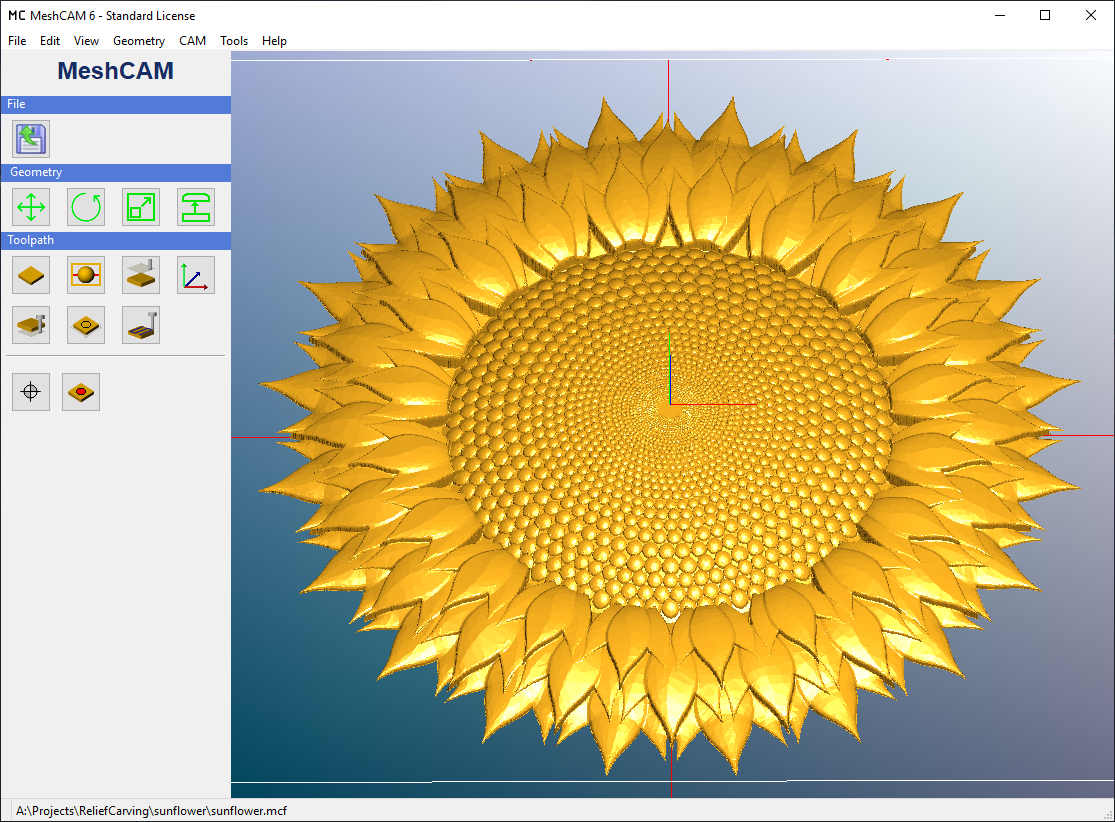 MC MeshCAM 6 - Standard License
File Edit View Geometry CAM Tools Help
MeshCAM
File
Geometry
Toolpath
A:\Projects\ReliefCarving\sunflower\sunflower.mcf